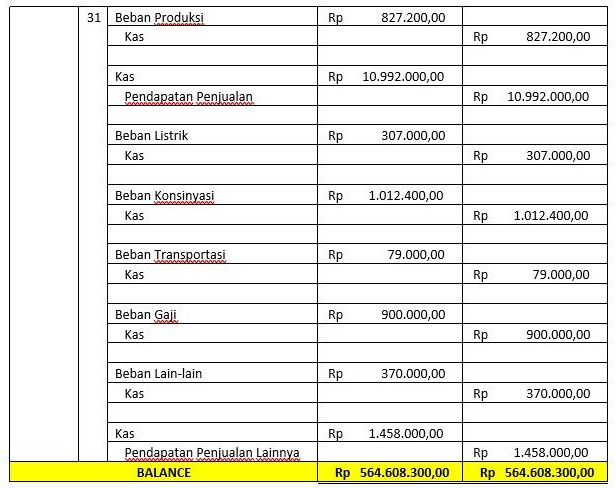 31 Beban Produksi Rp 827.200,00
Kas Rp 827.200,00
Kas Rp 10.992.000,00
Pendapatan Penjualan Rp 10.992.000,00
Beban Listrik Rp 307.000,00
Kas Rp 307.000,00
Beban Konsinyasi Rp 1.012.400,00
Kas Rp 1.012.400,00
Beban Transportasi Rp 79.000,00
Kas Rp 79.000,00
Beban Gaji Rp 900.000,00
Kas Rp 900.000,00
Beban Lain-lain Rp 370.000,00
Kas Rp 370.000,00
Kas Rp 1.458.000,00
Pendapatan Penjualan Lainnya Rp 1.458.000,00
BALANCE Rp 564.608.300,00 Rp 564.608.300,00